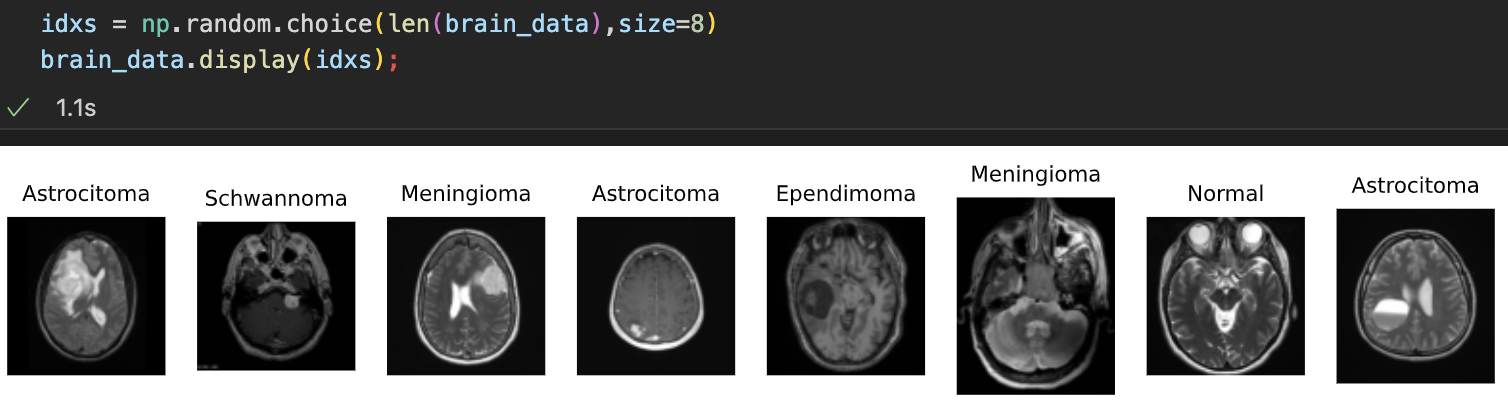 idxs = np.random.choice(len(brain_data),size=8)
brain_data.display(idxs);
1.1s
Astrocitoma
Schwannoma
Meningioma
Astrocitoma
Ependimoma
Meningioma
Normal
Astrocitoma